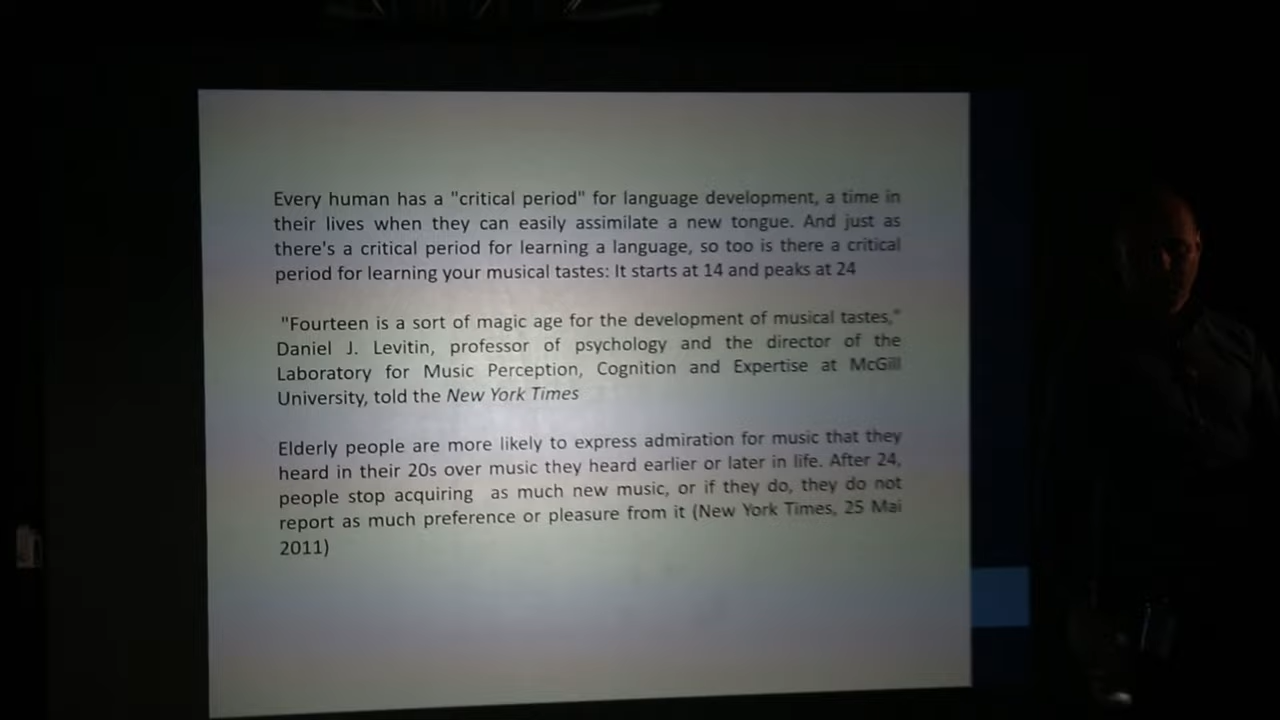 Every human has a "critical period" for language development, a time in
their lives when they can easily assimilate a new tongue. And just as
there's a critical period for learning a language, so too is there a critical
period for learning your musical tastes: It starts at 14 and peaks at 24
"Fourteen is a sort of magic age for the development of musical tastes,"
Daniel J. Levitin, professor of psychology and the director of the
Laboratory for Music Perception, Cognition and Expertise at McGill
University, told the New York Times
Elderly people are more likely to express admiration for music that they
heard in their 20s over music they heard earlier or later in life. After 24,
people stop acquiring as much new music, or if they do, they do not
report as much preference or pleasure from it (New York Times, 25 Mai
2011)